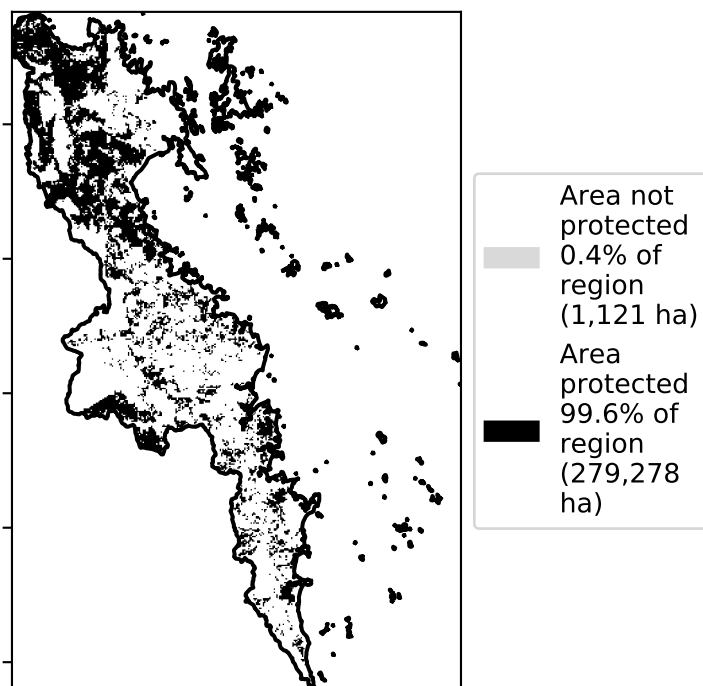 Area not
protected
0.4% of
region
(1,121 ha)
Area
protected
99.6% of
region
(279,278
ha)